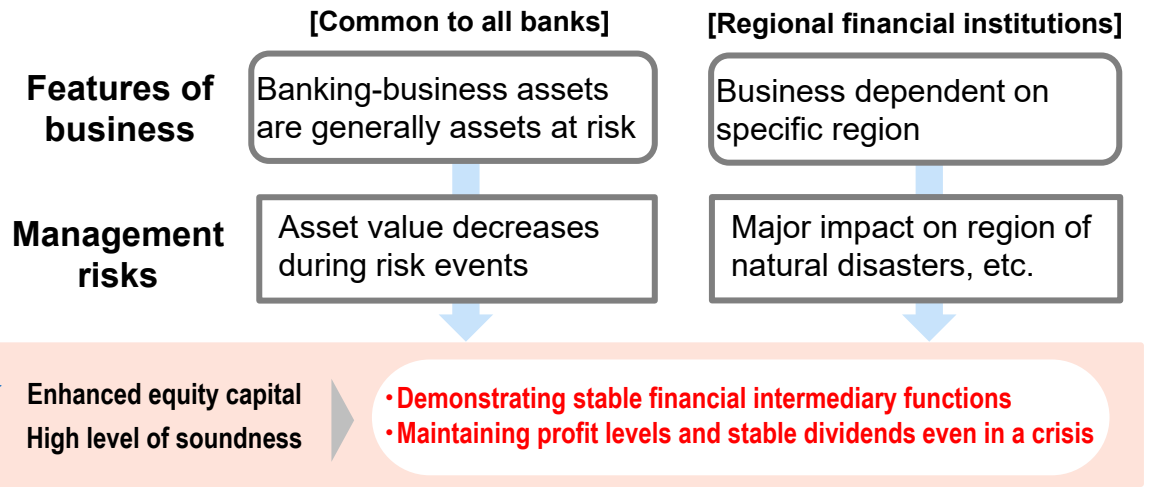 [Common to all banks]
[Regional financial institutions]
Features of
business
Banking-business assets
are generally assets at risk
Business dependent on
specific region
Management
risks
Asset value decreases
during risk events
Major impact on region of
natural disasters, etc.
Enhanced equity capital
High level of soundness
・Demonstrating stable financial intermediary functions
・Maintaining profit levels and stable dividends even in a crisis